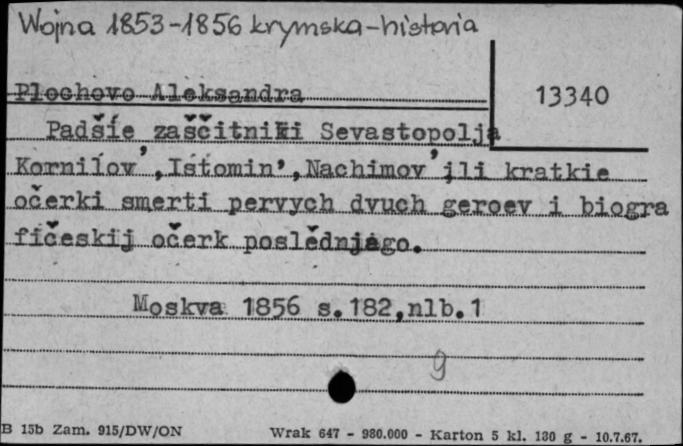 Wojna 1853-1856 krymska-historia
13340
Plochovo Aleksandra
Padšie zaščitniki Sevastopolja
Kornilov', Istomin', Nachimov' ili kratkie
očerki smerti pervych dvuch geroev i biogra
fičeskij očerk poslědnjago.
Moskva 1856 s.182,nlb.1
9
B 15b Zam. 915/DW/ON Wrak 647 - 980.000 - Karton 5 kl. 130 g - 10.7.67.